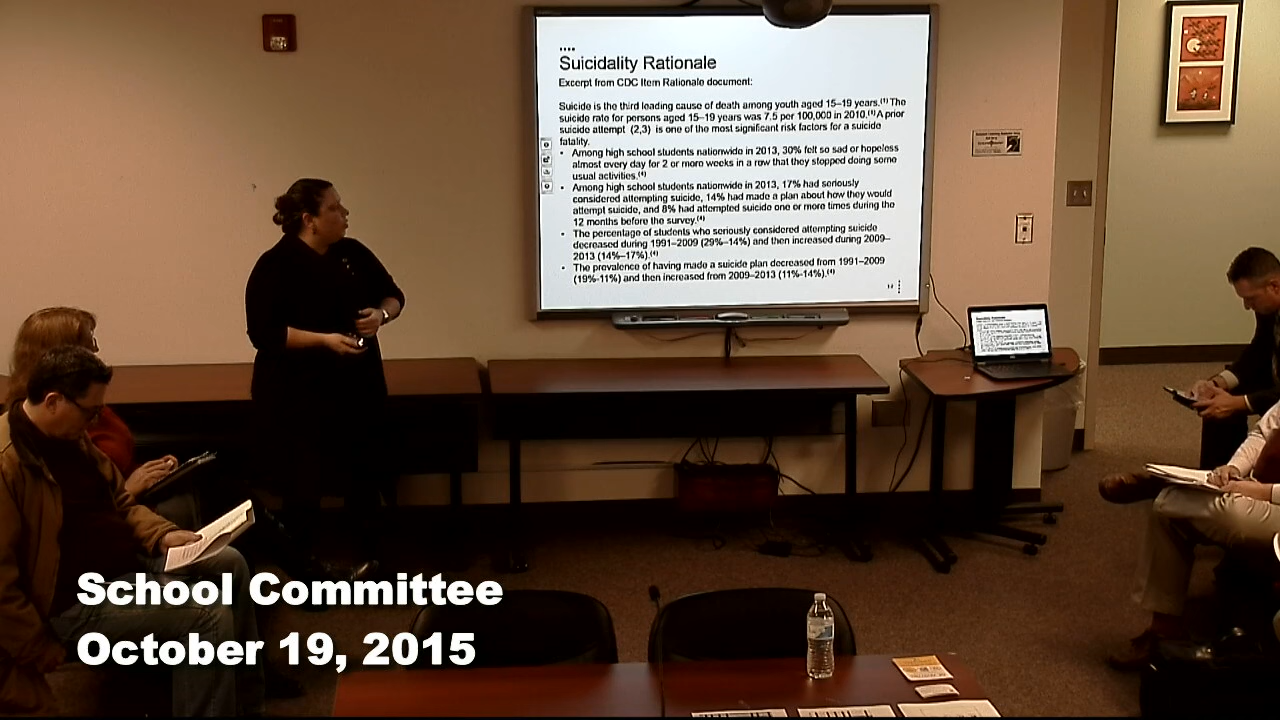 Suicidality Rationale
Excerpt from CDC Item Rationale document:
Suicide is the third leading cause of death among youth aged 15–19 years.(1) The
suicide rate for persons aged 15–19 years was 7.5 per 100,000 in 2010.(1) A prior
suicide attempt (2,3) is one of the most significant risk factors for a suicide
fatality.
• Among high school students nationwide in 2013, 30% felt so sad or hopeless
almost every day for 2 or more weeks in a row that they stopped doing some
usual activities.(4)
• Among high school students nationwide in 2013, 17% had seriously
considered attempting suicide, 14% had made a plan about how they would
attempt suicide, and 8% had attempted suicide one or more times during the
12 months before the survey.(4)
• The percentage of students who seriously considered attempting suicide
decreased during 1991–2009 (29%–14%) and then increased during 2009–
2013 (14%–17%).(4)
• The prevalence of having made a suicide plan decreased from 1991–2009
(19%-11%) and then increased from 2009–2013 (11%-14%).(4)
School Committee
October 19, 2015